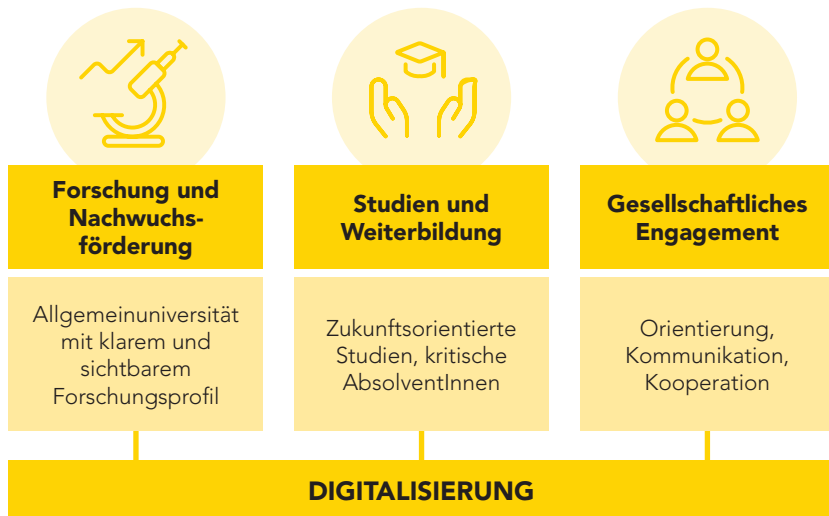 Forschung und
Nachwuchs-
förderung
Allgemeinuniversität
mit klarem und
sichtbarem
Forschungsprofil
Studien und
Weiterbildung
Zukunftsorientierte
Studien, kritische
AbsolventInnen
Gesellschaftliches
Engagement
Orientierung,
Kommunikation,
Kooperation
DIGITALISIERUNG